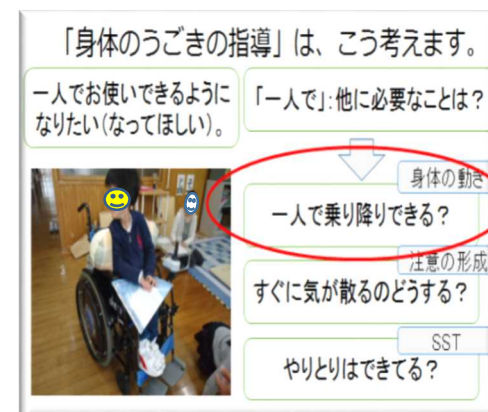 「身体のうごきの指導」は、こう考えます。
一人でお使いできるように
なりたい(なってほしい)。
「一人で」:他に必要なことは?
身体の動き
一人で乗り降りできる?
注意の形成
すぐに気が散るのどうする?
SST
やりとりはできてる?